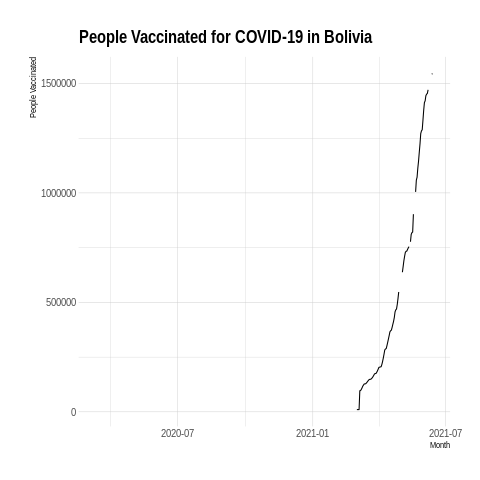 People Vaccinated for COVID-19 in Bolivia
People Vaccinated
1500000
1000000
500000
0
2020-07
2021-01
2021-07
Month